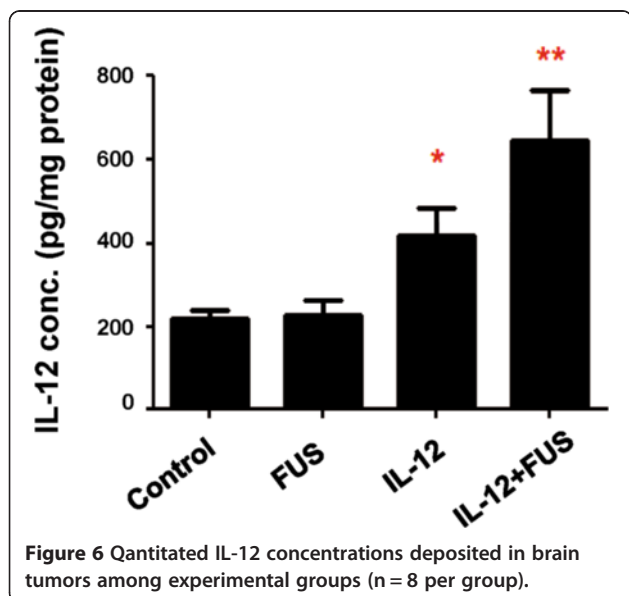 IL-12 conc. (pg/mg protein)
800
600
400
200
0
*
**
Control
FUS
IL-12
IL-12+FUS
Figure 6 Qantitated IL-12 concentrations deposited in brain
tumors among experimental groups (n = 8 per group).